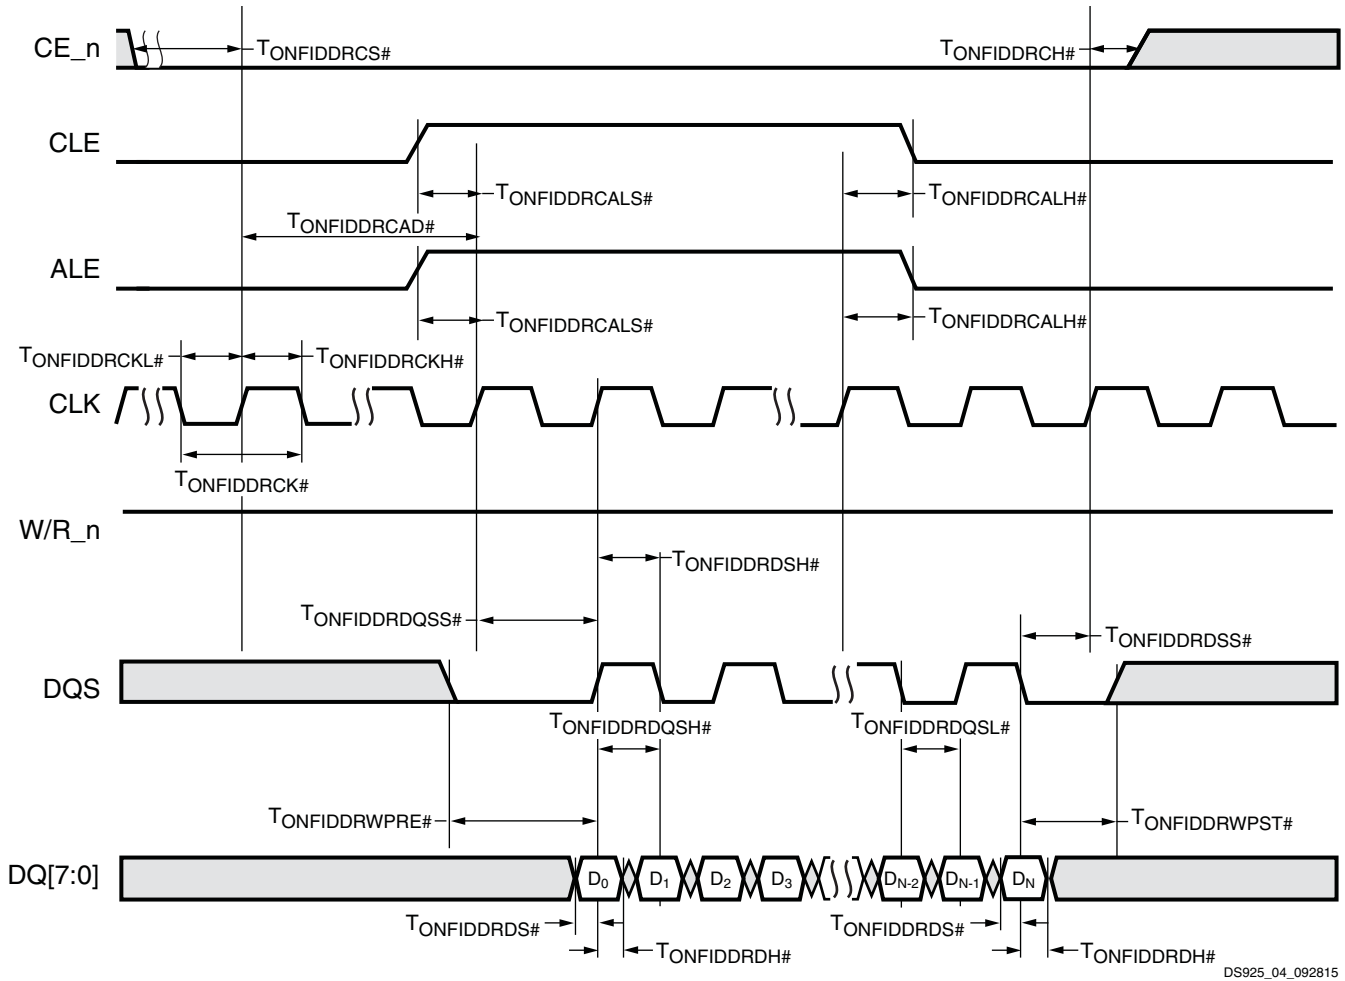 CE_n
TONFIDDRCS#
TONFIDDRCH#
CLE
TONFIDDRCALS#
TONFIDDRCALH#
TONFIDDRCAD#
ALE
TONFIDDRCALS#
TONFIDDRCALH#
TONFIDDRCKL#
TONFIDDRCKH#
CLK
TONFIDDRCK#
W/R_n
TONFIDDRDSH#
TONFIDDRDQSS#
TONFIDDRDSS#
DQS
TONFIDDRDQSH#
TONFIDDRDQSL#
TONFIDDRWPRE#
TONFIDDRWPST#
DQ[7:0]
D0
D1
D2
D3
DN-2
DN-1
DN
TONFIDDRDS#
TONFIDDRDS#
TONFIDDRDH#
TONFIDDRDH#
DS925_04_092815